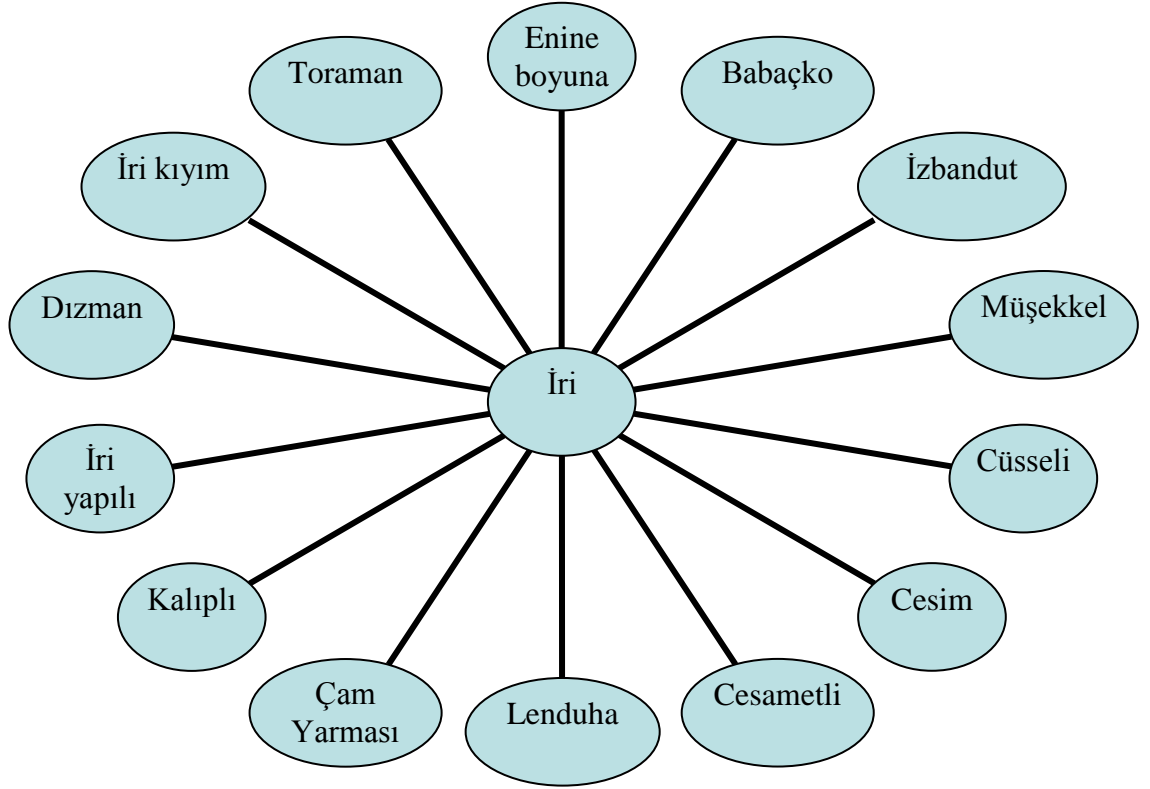 Enine
boyuna
Toraman
Babaçko
İri kıyım
İzbandut
Dızman
Müşekkel
İri
İri
yapılı
Cüsseli
Kalıplı
Cesim
Çam
Yarması
Lenduha
Cesametli